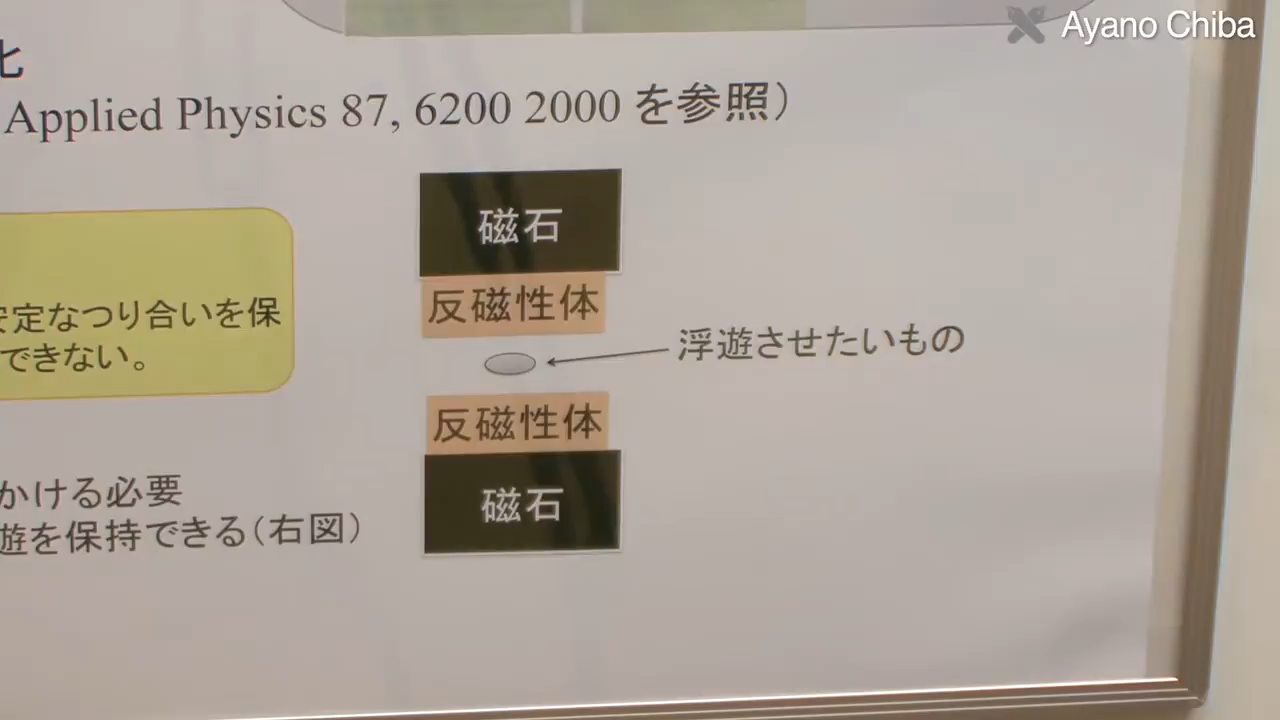 Ayano Chiba
化
Applied Physics 87, 6200 2000 を参照）
磁石
反磁性体
安定なつり合いを保
できない。
浮遊させたいもの
反磁性体
磁石
かける必要
遊を保持できる（右図）